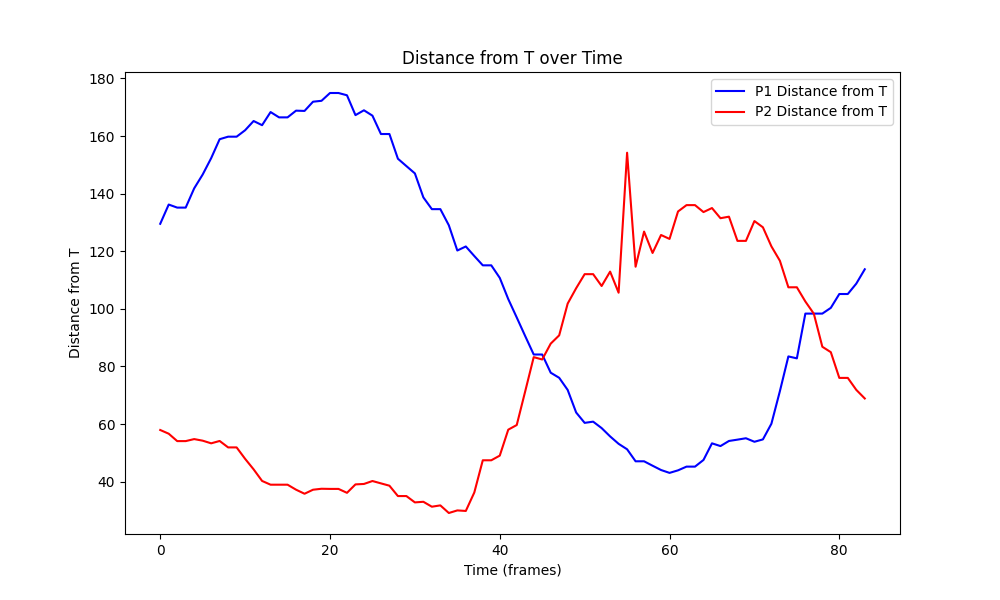 Distance from T over Time
P1 Distance from T
P2 Distance from T
Distance from T
180
160
140
120
100
80
60
40
0
20
40
60
80
Time (frames)